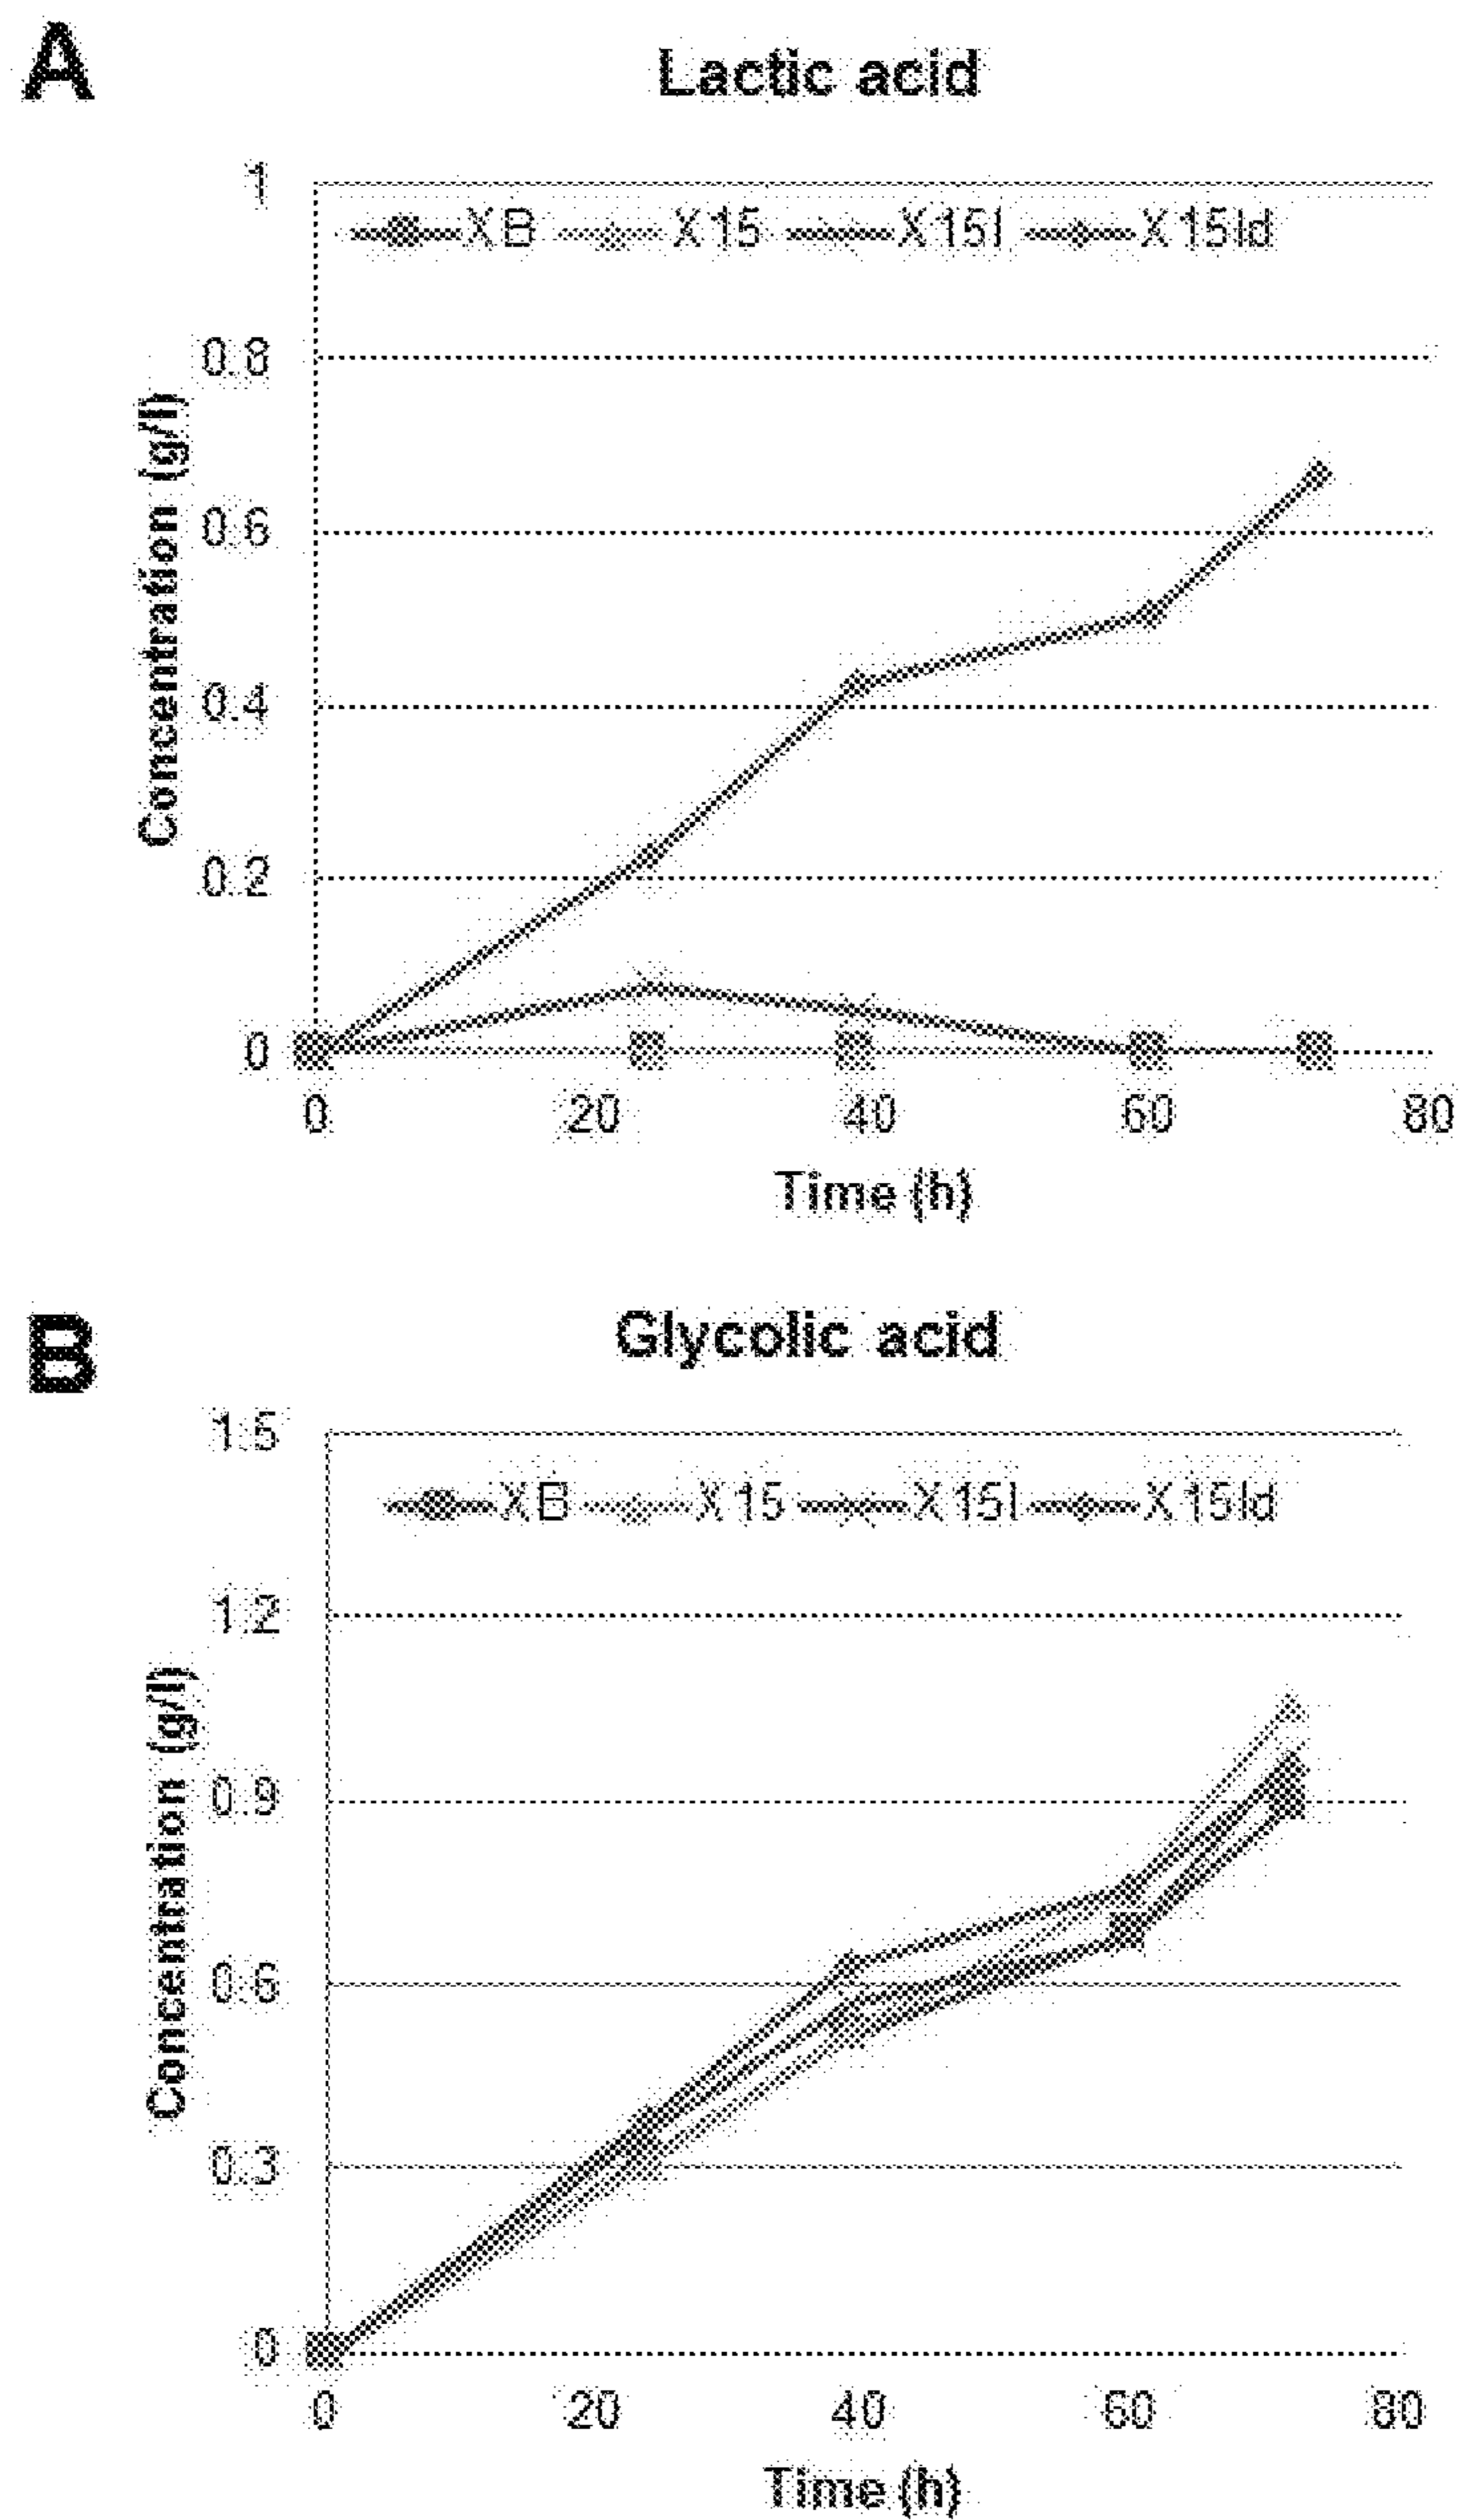 A
Lactic acid
1
XB X15 X15l X15ld
0.8
0.6
0.4
0.2
0
0 20 40 60 80
Concentration (g/l)
Time (h)
B
Glycolic acid
1.5
XB X15 X15l X15ld
1.2
0.9
0.6
0.3
0
0 20 40 60 80
Concentration (g/l)
Time (h)